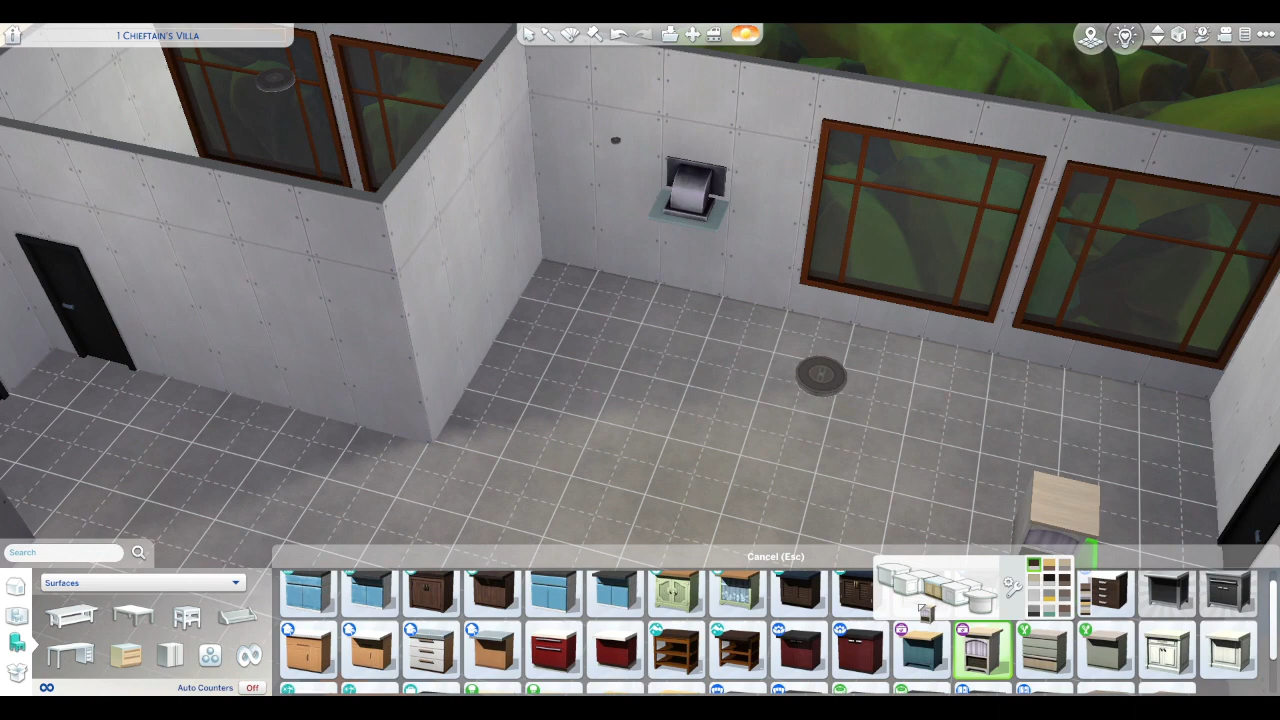 1 CHIEFTAIN'S VILLA
Cancel (Esc)
Search
Surfaces
Auto Counters
Off